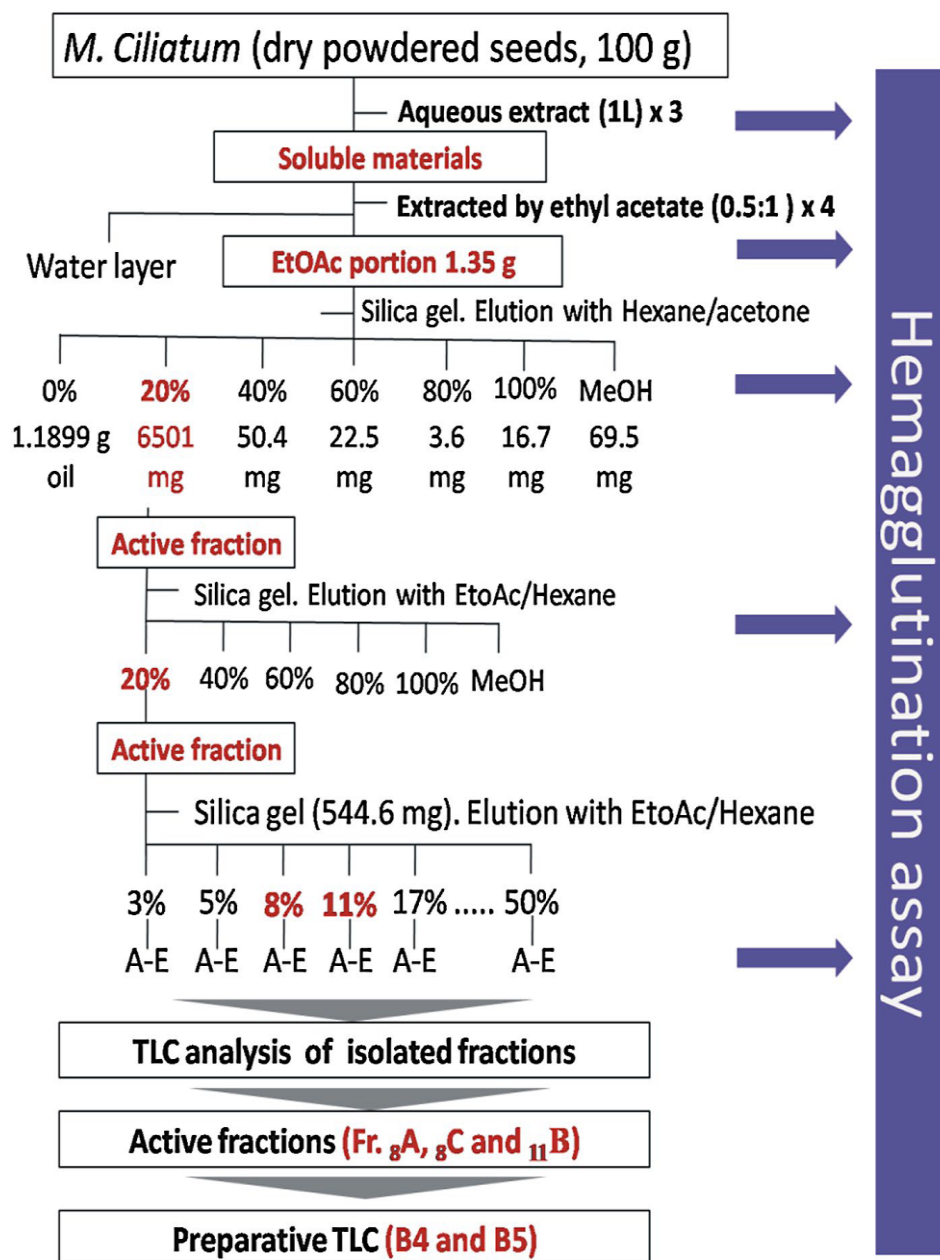 M. Ciliatum (dry powdered seeds, 100 g)
Aqueous extract (1L) x 3
Soluble materials
Extracted by ethyl acetate (0.5:1 ) x 4
Water layer
EtOAc portion 1.35 g
Silica gel. Elution with Hexane/acetone
0% 20% 40% 60% 80% 100% MeOH
1.1899 g 6501 50.4 22.5 3.6 16.7 69.5
oil mg mg mg mg mg mg
Active fraction
Silica gel. Elution with EtoAc/Hexane
20% 40% 60% 80% 100% MeOH
Active fraction
Silica gel (544.6 mg). Elution with EtoAc/Hexane
3% 5% 8% 11% 17% ..... 50%
A-E A-E A-E A-E A-E A-E
TLC analysis of isolated fractions
Active fractions (Fr. 8A, 8C and 11B)
Preparative TLC (B4 and B5)
Hemagglutination assay